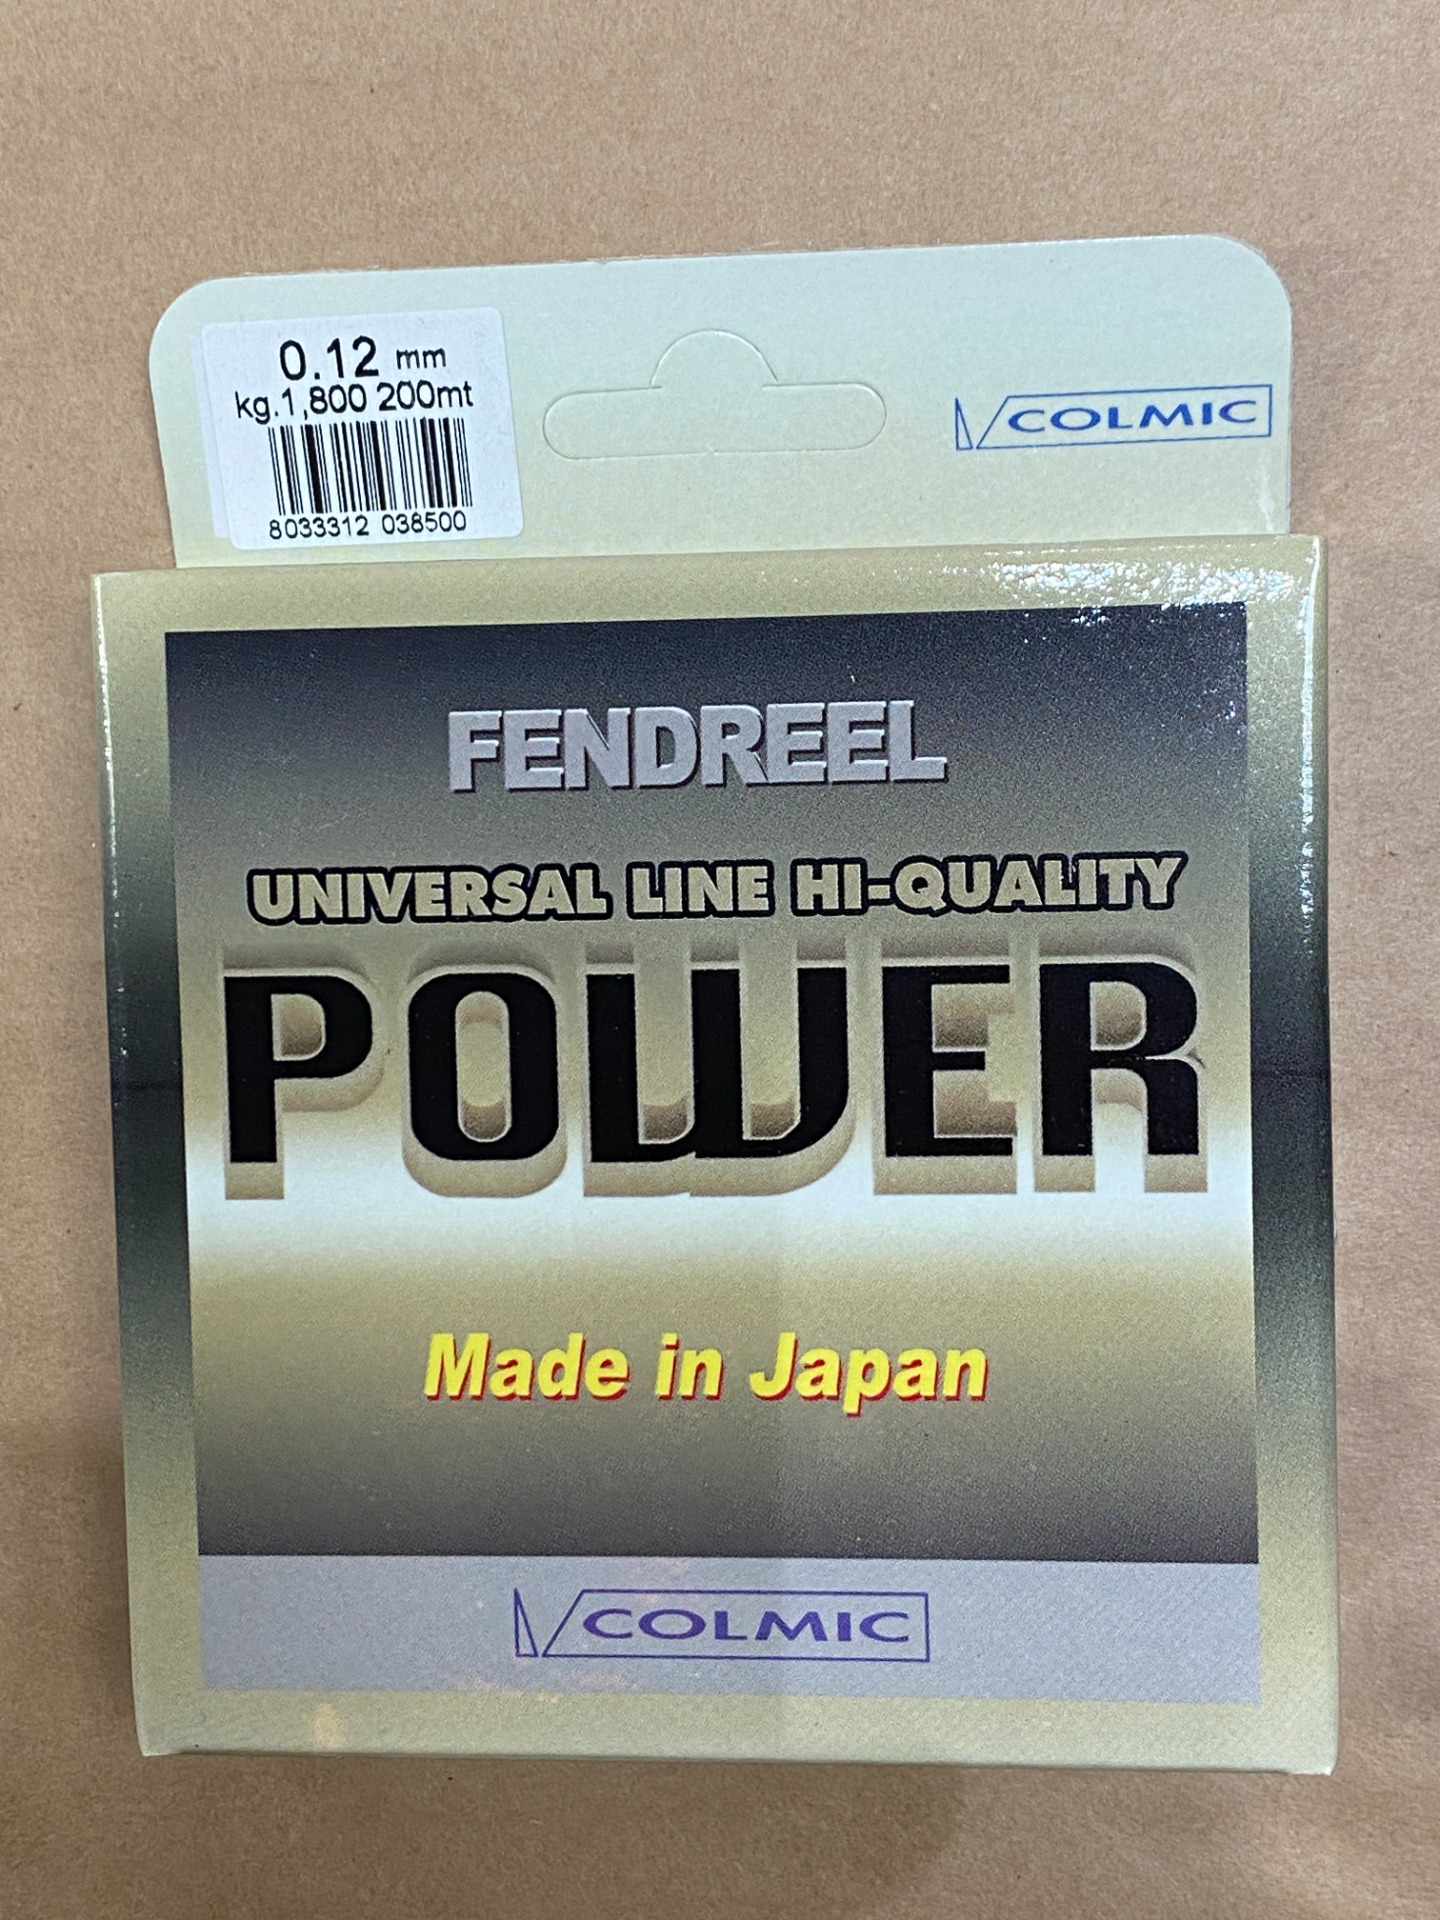 0.12 mm
kg.1,800 200mt
8033312 038500
COLMIC
FENDREEL
UNIVERSAL LINE HI-QUALITY
POWER
Made in Japan
COLMIC